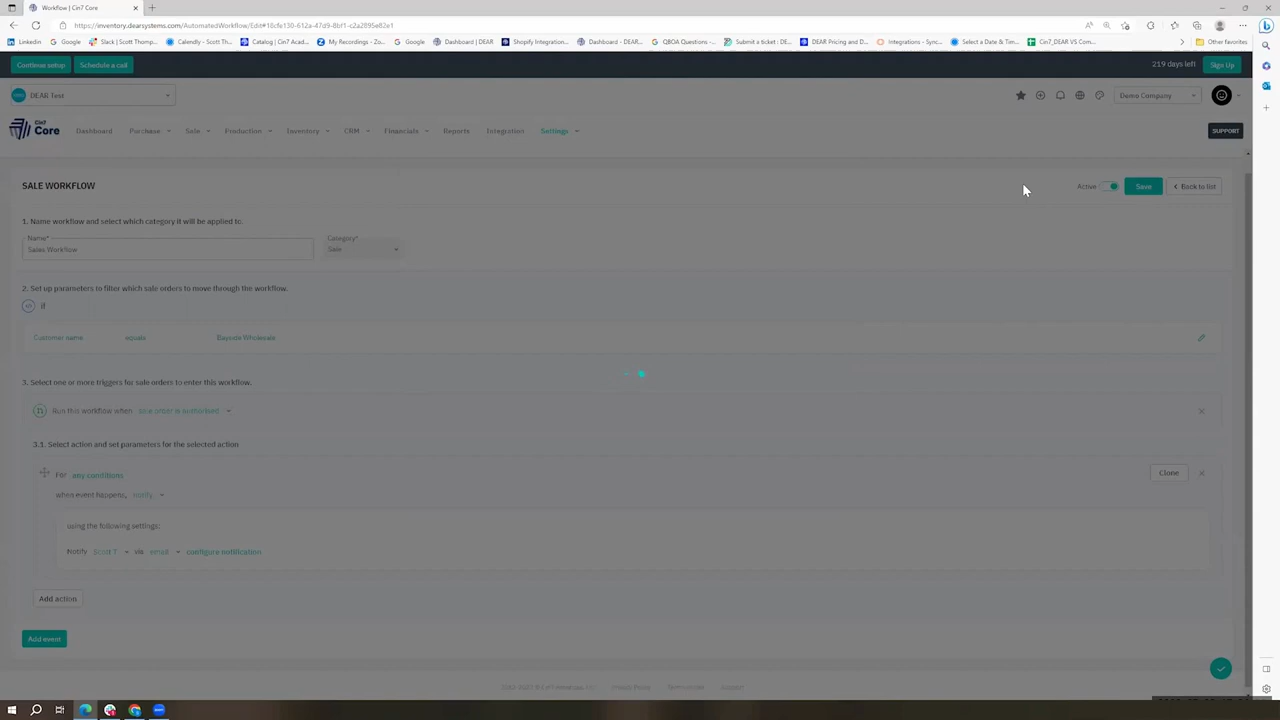 Workflow | Cin7 Core
https://inventory.dearsystems.com/AutomatedWorkflow/Edit#18cfe130-612a-47d9-8bf1-c2a2895e82e1
Linkedin
Google
Slack | Scott Thomp...
Calendly - Scott Th...
Catalog | Cin7 Acad...
My Recordings - Zo...
Google
Dashboard | DEAR
Shopify Integration...
Dashboard - DEAR...
QBOA Questions -...
Submit a ticket : DE...
DEAR Pricing and D...
Integrations - Sync...
Select a Date & Tim...
Cin7_DEAR VS Com...
Other favorites
Continue setup
Schedule a call
219 days left
Sign Up
DEAR Test
Demo Company
Cin7 Core
Dashboard
Purchase
Sale
Production
Inventory
CRM
Financials
Reports
Integration
Settings
SUPPORT
SALE WORKFLOW
Active
Save
Back to list
1. Name workflow and select which category it will be applied to.
Name*
Sales Workflow
Category*
Sale
2. Set up parameters to filter which sale orders to move through the workflow.
if
Customer name equals Bayside Wholesale
3. Select one or more triggers for sale orders to enter this workflow.
Run this workflow when sale order is authorised
3.1. Select action and set parameters for the selected action
For any conditions
Clone
when event happens, notify
using the following settings:
Notify Scott T via email configure notification
Add action
Add event
Privacy Policy
Support